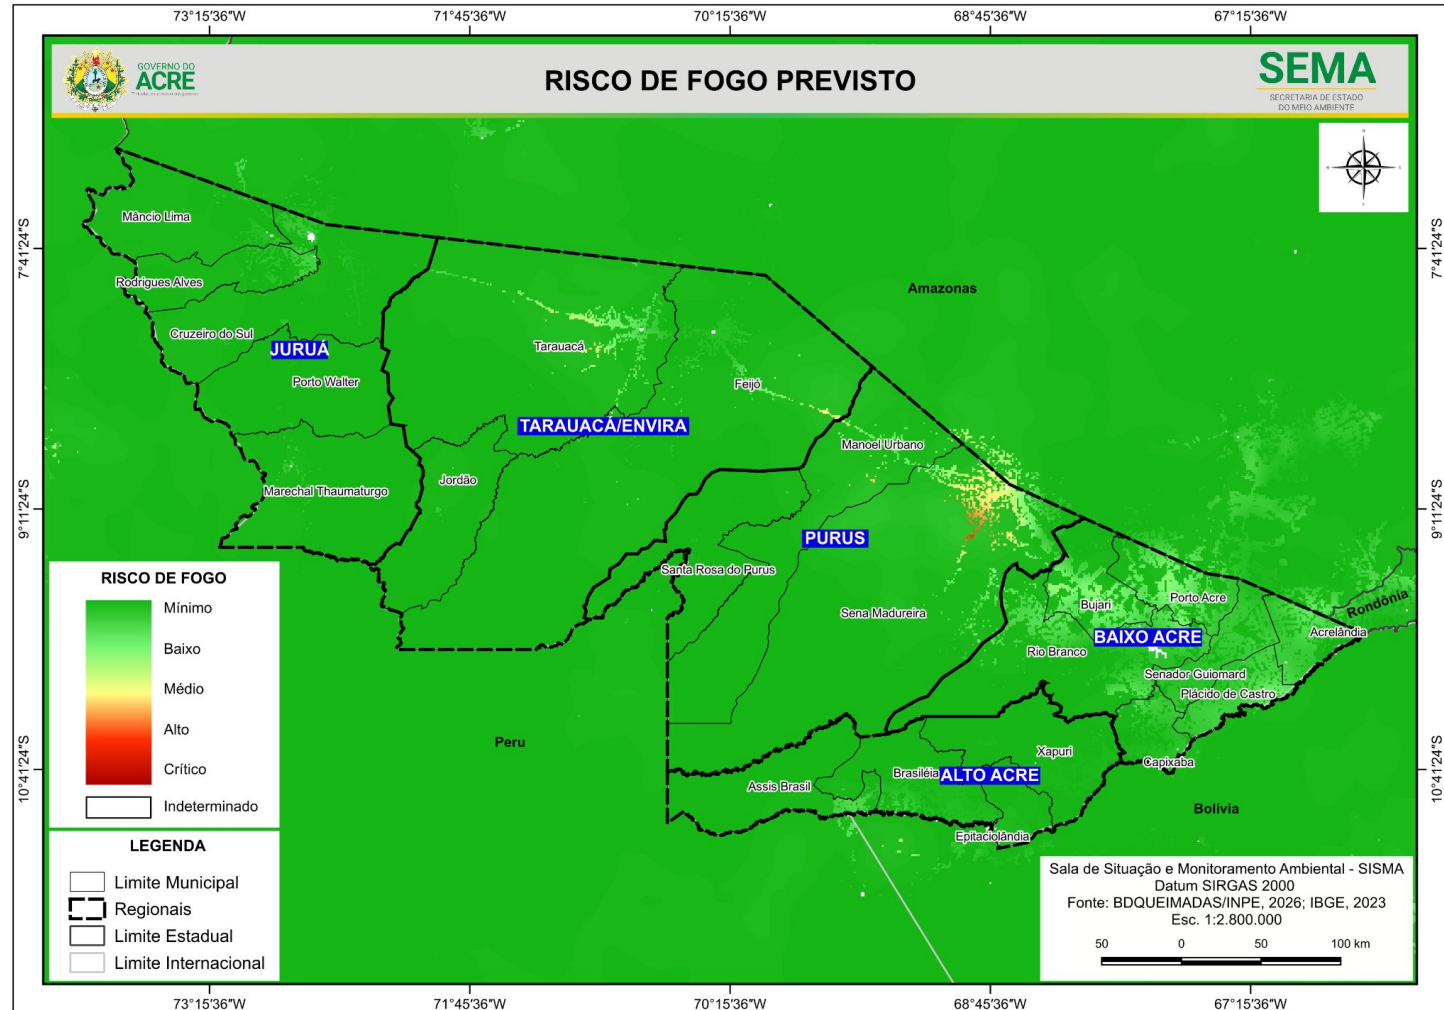 73°15'36"W
71°45'36"W
70°15'36"W
68°45'36"W
67°15'36"W
GOVERNO DO
ACRE
RISCO DE FOGO PREVISTO
SEMA
SECRETARIA DE ESTADO
DO MEIO AMBIENTE
N
Mâncio Lima
7°41'24"S
7°41'24"S
Rodrigues Alves
Amazonas
Cruzeiro do Sul
JURUÁ
Tarauacá
Porto Walter
Feijó
TARAUACÁ/ENVIRA
Manoel Urbano
Jordão
Marechal Thaumaturgo
9°11'24"S
9°11'24"S
PURUS
Santa Rosa do Purus
Sena Madureira
Bujari
Porto Acre
Rondônia
Acrelândia
BAIXO ACRE
Rio Branco
Senador Guiomard
Plácido de Castro
Peru
Xapuri
Capixaba
10°41'24"S
10°41'24"S
Brasiléia
ALTO ACRE
Assis Brasil
Bolívia
Epitaciolândia
RISCO DE FOGO
Mínimo
Baixo
Médio
Alto
Crítico
Indeterminado
LEGENDA
Limite Municipal
Regionais
Limite Estadual
Limite Internacional
Sala de Situação e Monitoramento Ambiental - SISMA
Datum SIRGAS 2000
Fonte: BDQUEIMADAS/INPE, 2026; IBGE, 2023
Esc. 1:2.800.000
50 0 50 100 km
73°15'36"W
71°45'36"W
70°15'36"W
68°45'36"W
67°15'36"W